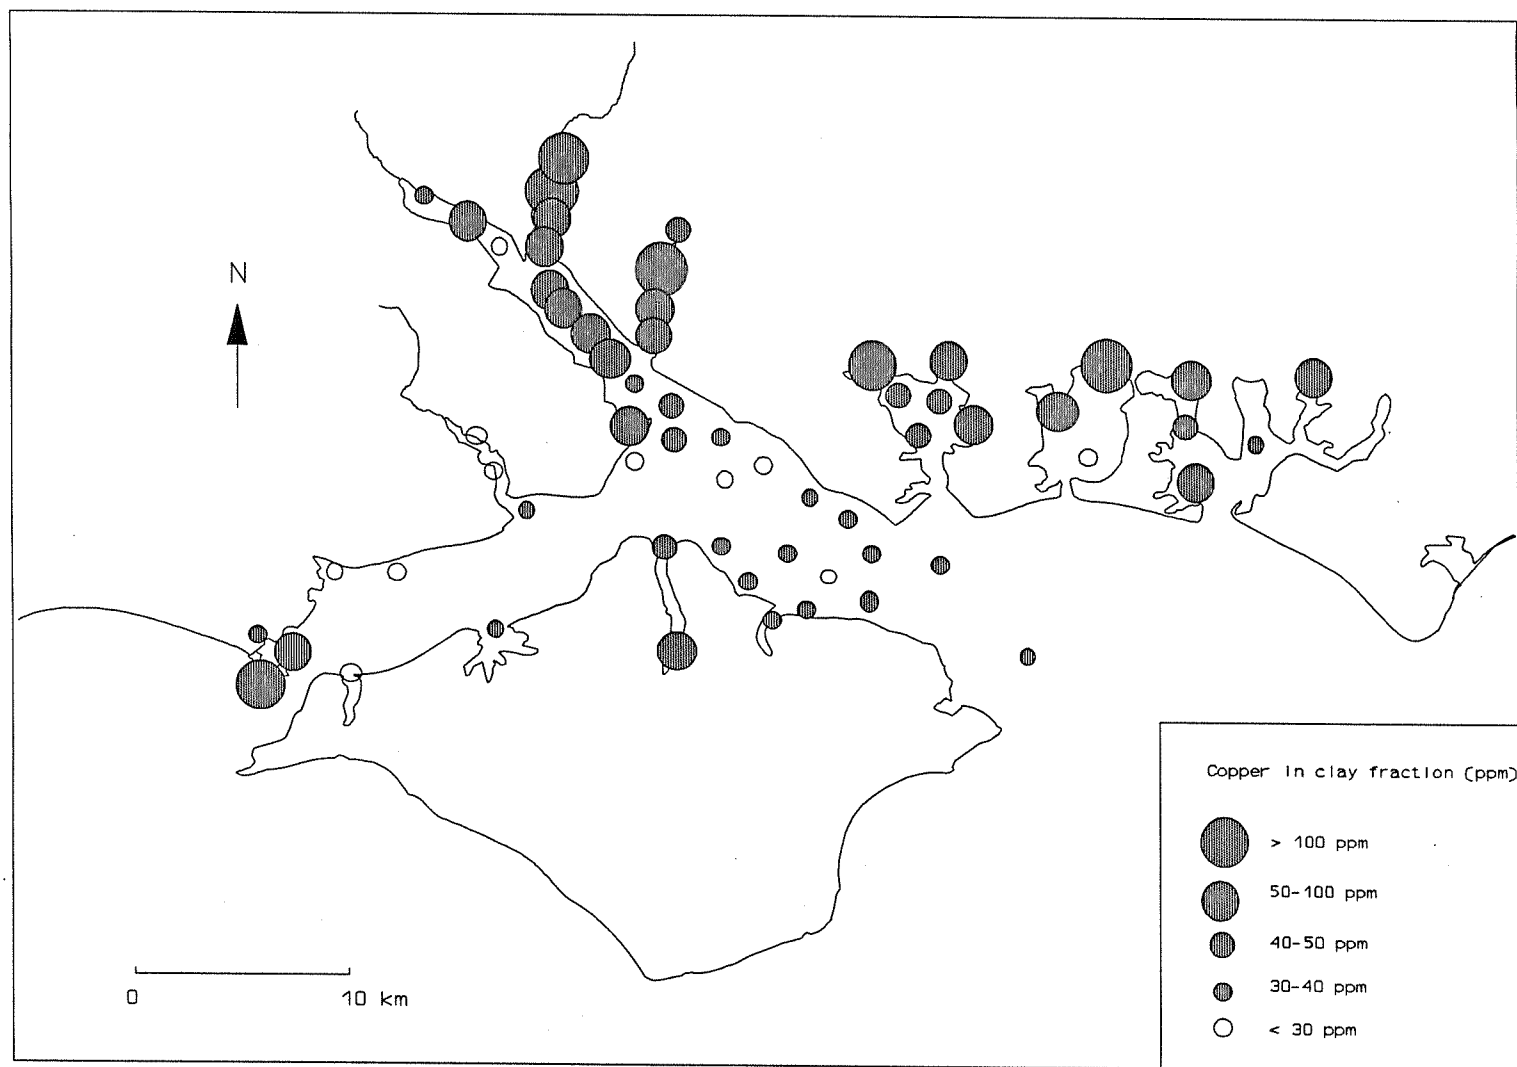 N
Copper in clay fraction (ppm)
> 100 ppm
50-100 ppm
40-50 ppm
30-40 ppm
< 30 ppm
0 10 km